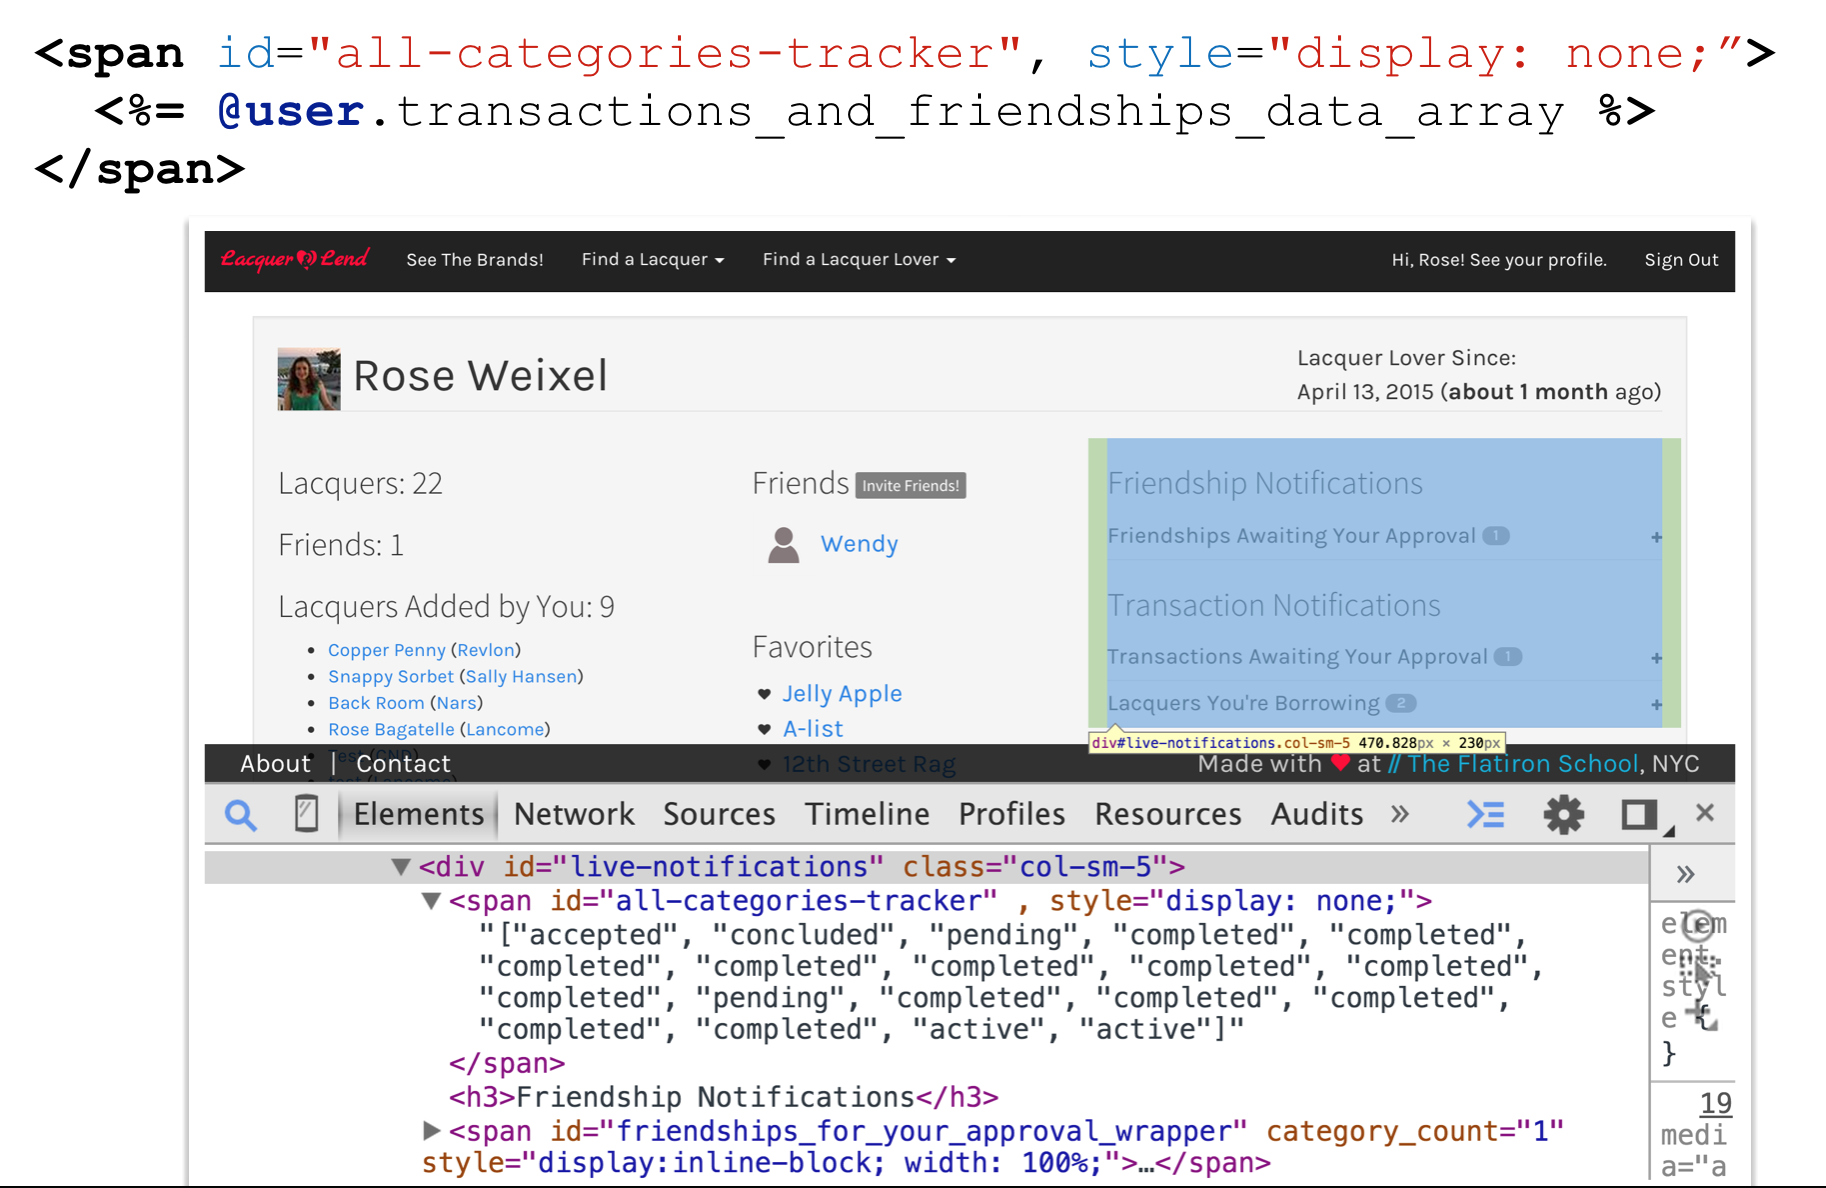 <span id="all-categories-tracker", style="display: none;”>
<%= @user.transactions_and_friendships_data_array %>
</span>
Lacquer Lend See The Brands! Find a Lacquer Find a Lacquer Lover Hi, Rose! See your profile. Sign Out
Rose Weixel
Lacquer Lover Since:
April 13, 2015 (about 1 month ago)
Lacquers: 22
Friends: 1
Lacquers Added by You: 9
Copper Penny (Revlon)
Snappy Sorbet (Sally Hansen)
Back Room (Nars)
Rose Bagatelle (Lancome)
Test (CND)
test (Lancome)
Friends Invite Friends!
Wendy
Favorites
Jelly Apple
A-list
12th Street Rag
Friendship Notifications
Friendships Awaiting Your Approval 1 +
Transaction Notifications
Transactions Awaiting Your Approval 1 +
Lacquers You're Borrowing 2 +
div#live-notifications.col-sm-5 470.828px × 230px
About | Contact Made with ♥ at // The Flatiron School, NYC
Elements Network Sources Timeline Profiles Resources Audits »
<div id="live-notifications" class="col-sm-5">
<span id="all-categories-tracker" , style="display: none;">
"["accepted", "concluded", "pending", "completed", "completed",
"completed", "completed", "completed", "completed", "completed",
"completed", "pending", "completed", "completed", "completed",
"completed", "completed", "active", "active"]"
</span>
<h3>Friendship Notifications</h3>
<span id="friendships_for_your_approval_wrapper" category_count="1"
style="display:inline-block; width: 100%;">…</span>
»
elem
ent.
styl
e {
}
19
medi
a="a